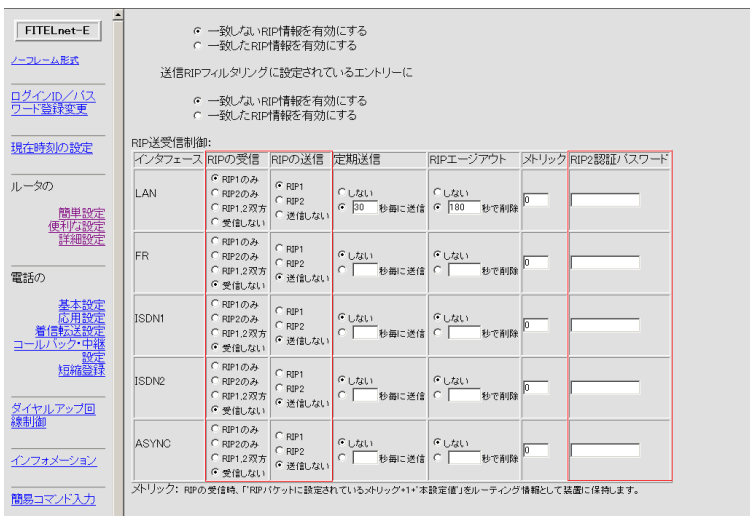 FITELnet-E
ノーフレーム形式
ログインID／パス
ワード登録変更
現在時刻の設定
ルータの
簡単設定
便利な設定
詳細設定
電話の
基本設定
応用設定
着信転送設定
コールバック・中継
設定
短縮登録
ダイヤルアップ回
線制御
インフォメーション
簡易コマンド入力
一致しないRIP情報を有効にする
一致したRIP情報を有効にする
送信RIPフィルタリングに設定されているエントリーに
一致しないRIP情報を有効にする
一致したRIP情報を有効にする
RIP送受信制御:
インタフェース RIPの受信 RIPの送信 定期送信 RIPエージアウト メトリック RIP2認証パスワード
LAN
RIP1のみ
RIP2のみ
RIP1,2双方
受信しない
RIP1
RIP2
送信しない
しない
30 秒毎に送信
しない
180 秒で削除
0
FR
RIP1のみ
RIP2のみ
RIP1,2双方
受信しない
RIP1
RIP2
送信しない
しない
秒毎に送信
しない
秒で削除
0
ISDN1
RIP1のみ
RIP2のみ
RIP1,2双方
受信しない
RIP1
RIP2
送信しない
しない
秒毎に送信
しない
秒で削除
0
ISDN2
RIP1のみ
RIP2のみ
RIP1,2双方
受信しない
RIP1
RIP2
送信しない
しない
秒毎に送信
しない
秒で削除
0
ASYNC
RIP1のみ
RIP2のみ
RIP1,2双方
受信しない
RIP1
RIP2
送信しない
しない
秒毎に送信
しない
秒で削除
0
メトリック: RIPの受信時、「'RIPパケットに設定されているメトリック'+1+'本設定値'」をルーティング情報として装置に保持します。